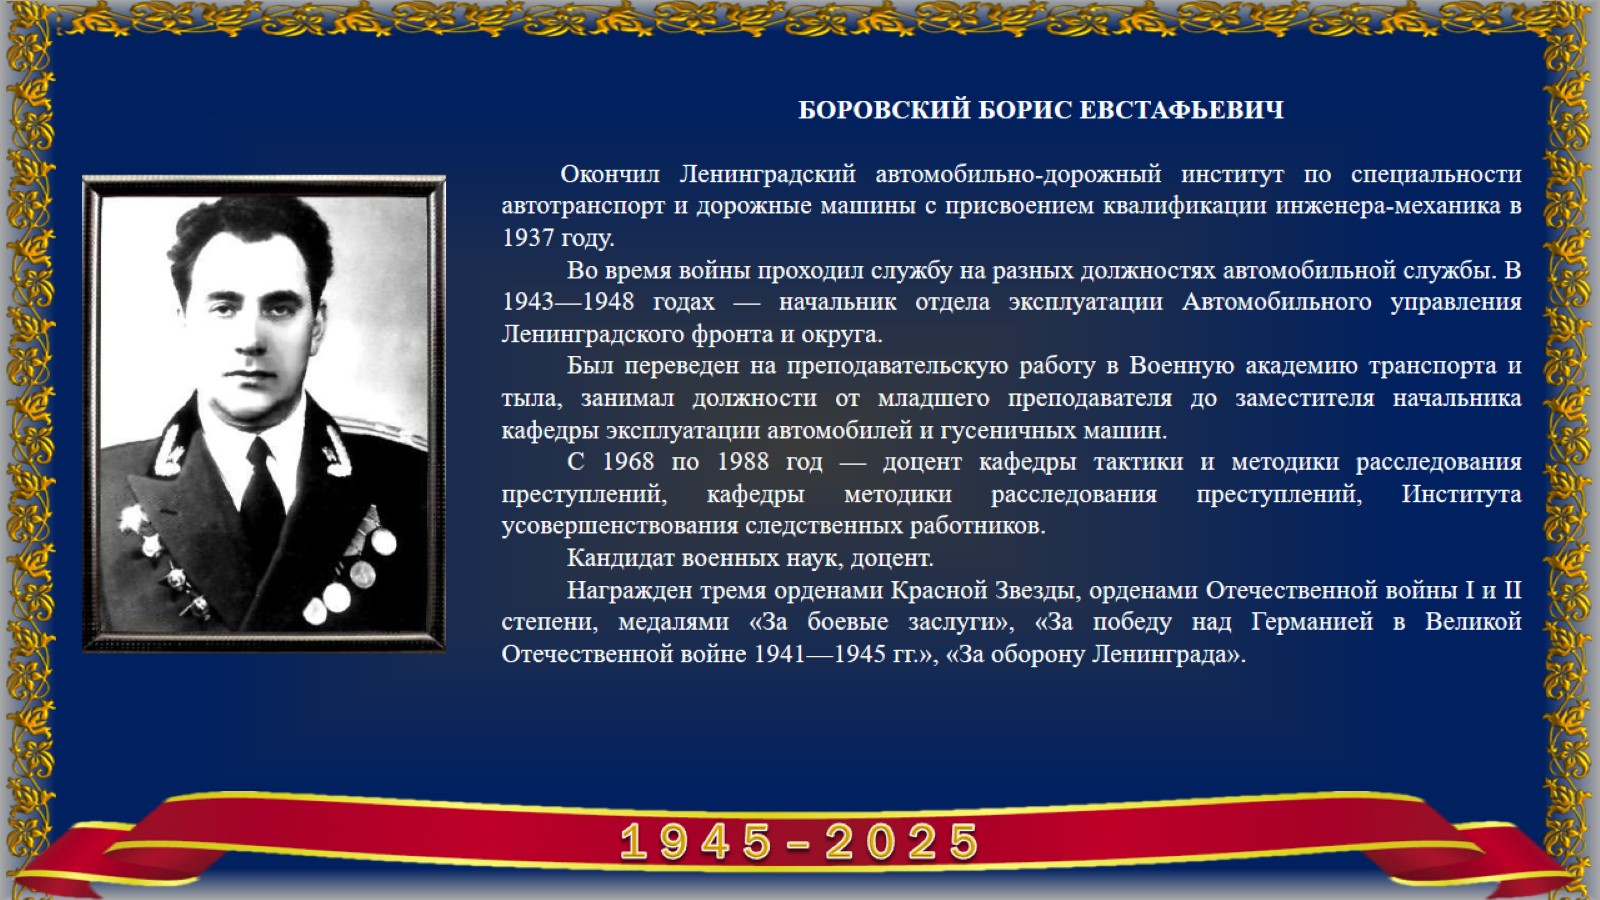 БОРОВСКИЙ БОРИС ЕВСТАФЬЕВИЧ
Окончил Ленинградский автомобильно-дорожный институт по специальности
автотранспорт и дорожные машины с присвоением квалификации инженера-механика в
1937 году.
Во время войны проходил службу на разных должностях автомобильной службы. В
1943—1948 годах — начальник отдела эксплуатации Автомобильного управления
Ленинградского фронта и округа.
Был переведен на преподавательскую работу в Военную академию транспорта и
тыла, занимал должности от младшего преподавателя до заместителя начальника
кафедры эксплуатации автомобилей и гусеничных машин.
С 1968 по 1988 год — доцент кафедры тактики и методики расследования
преступлений, кафедры методики расследования преступлений, Института
усовершенствования следственных работников.
Кандидат военных наук, доцент.
Награжден тремя орденами Красной Звезды, орденами Отечественной войны I и II
степени, медалями «За боевые заслуги», «За победу над Германией в Великой
Отечественной войне 1941—1945 гг.», «За оборону Ленинграда».
1945–2025